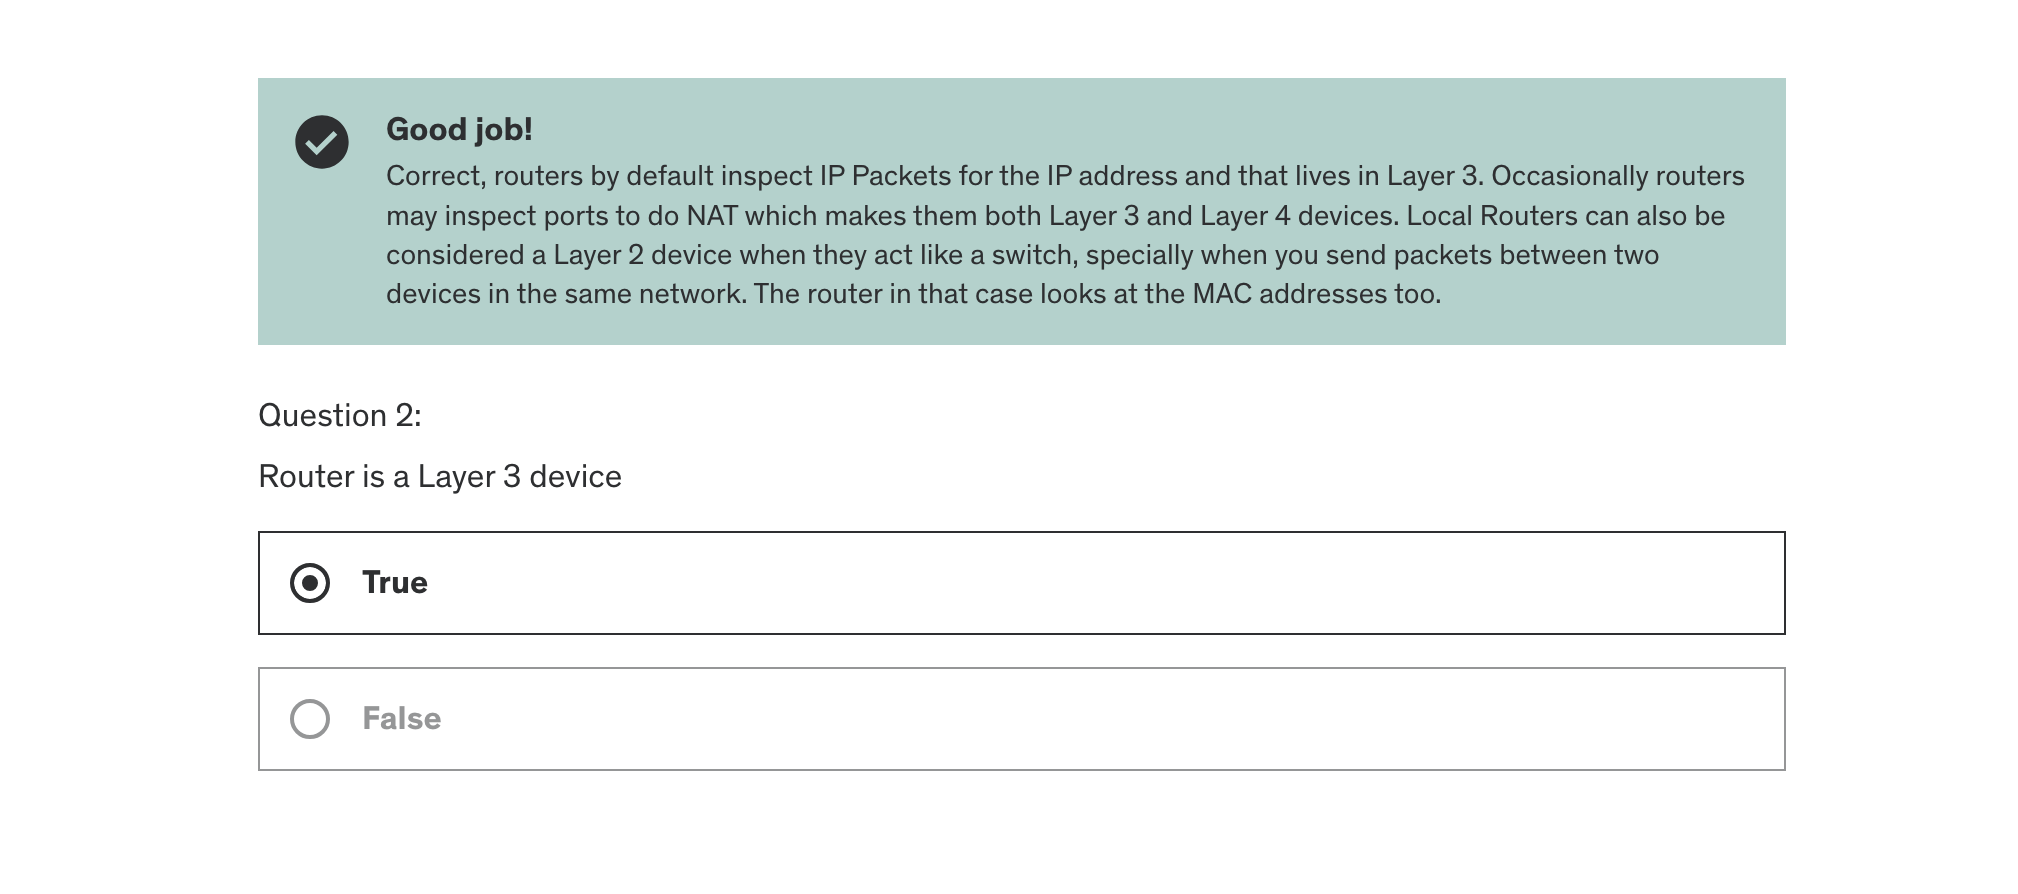 Good job!
Correct, routers by default inspect IP Packets for the IP address and that lives in Layer 3. Occasionally routers
may inspect ports to do NAT which makes them both Layer 3 and Layer 4 devices. Local Routers can also be
considered a Layer 2 device when they act like a switch, specially when you send packets between two
devices in the same network. The router in that case looks at the MAC addresses too.
Question 2:
Router is a Layer 3 device
True
False